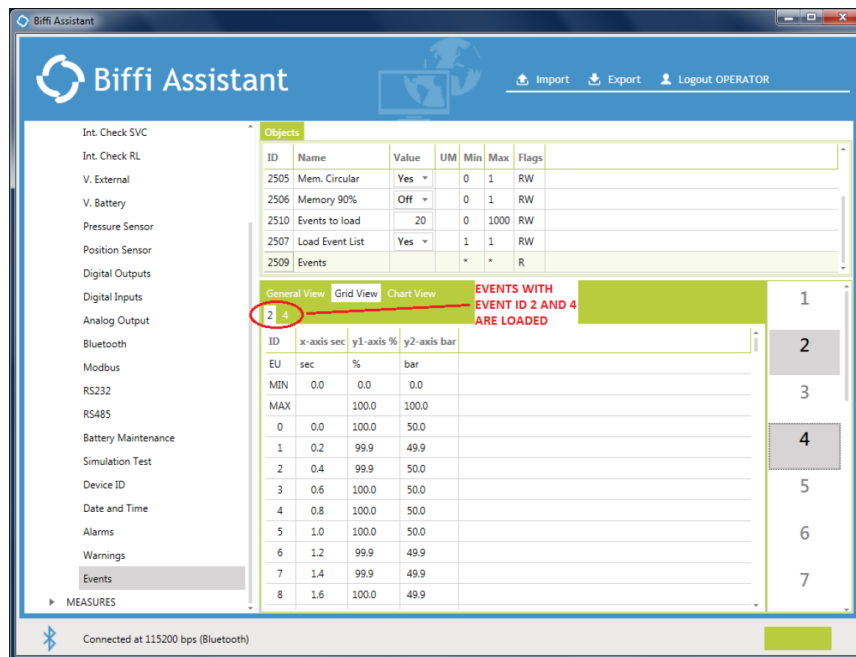 Biffi Assistant
Biffi Assistant
Import Export Logout OPERATOR
Int. Check SVC
Int. Check RL
V. External
V. Battery
Pressure Sensor
Position Sensor
Digital Outputs
Digital Inputs
Analog Output
Bluetooth
Modbus
RS232
RS485
Battery Maintenance
Simulation Test
Device ID
Date and Time
Alarms
Warnings
Events
MEASURES
Objects
ID Name Value UM Min Max Flags
2505 Mem. Circular Yes 0 1 RW
2506 Memory 90% Off 0 1 RW
2510 Events to load 20 0 1000 RW
2507 Load Event List Yes 1 1 RW
2509 Events * * R
General View Grid View Chart View
2 4
EVENTS WITH
EVENT ID 2 AND 4
ARE LOADED
ID x-axis sec y1-axis % y2-axis bar
EU sec % bar
MIN 0.0 0.0 0.0
MAX 100.0 100.0
0 0.0 100.0 50.0
1 0.2 99.9 49.9
2 0.4 99.9 50.0
3 0.6 100.0 50.0
4 0.8 100.0 50.0
5 1.0 100.0 50.0
6 1.2 99.9 49.9
7 1.4 99.9 49.9
8 1.6 100.0 49.9
1
2
3
4
5
6
7
Connected at 115200 bps (Bluetooth)